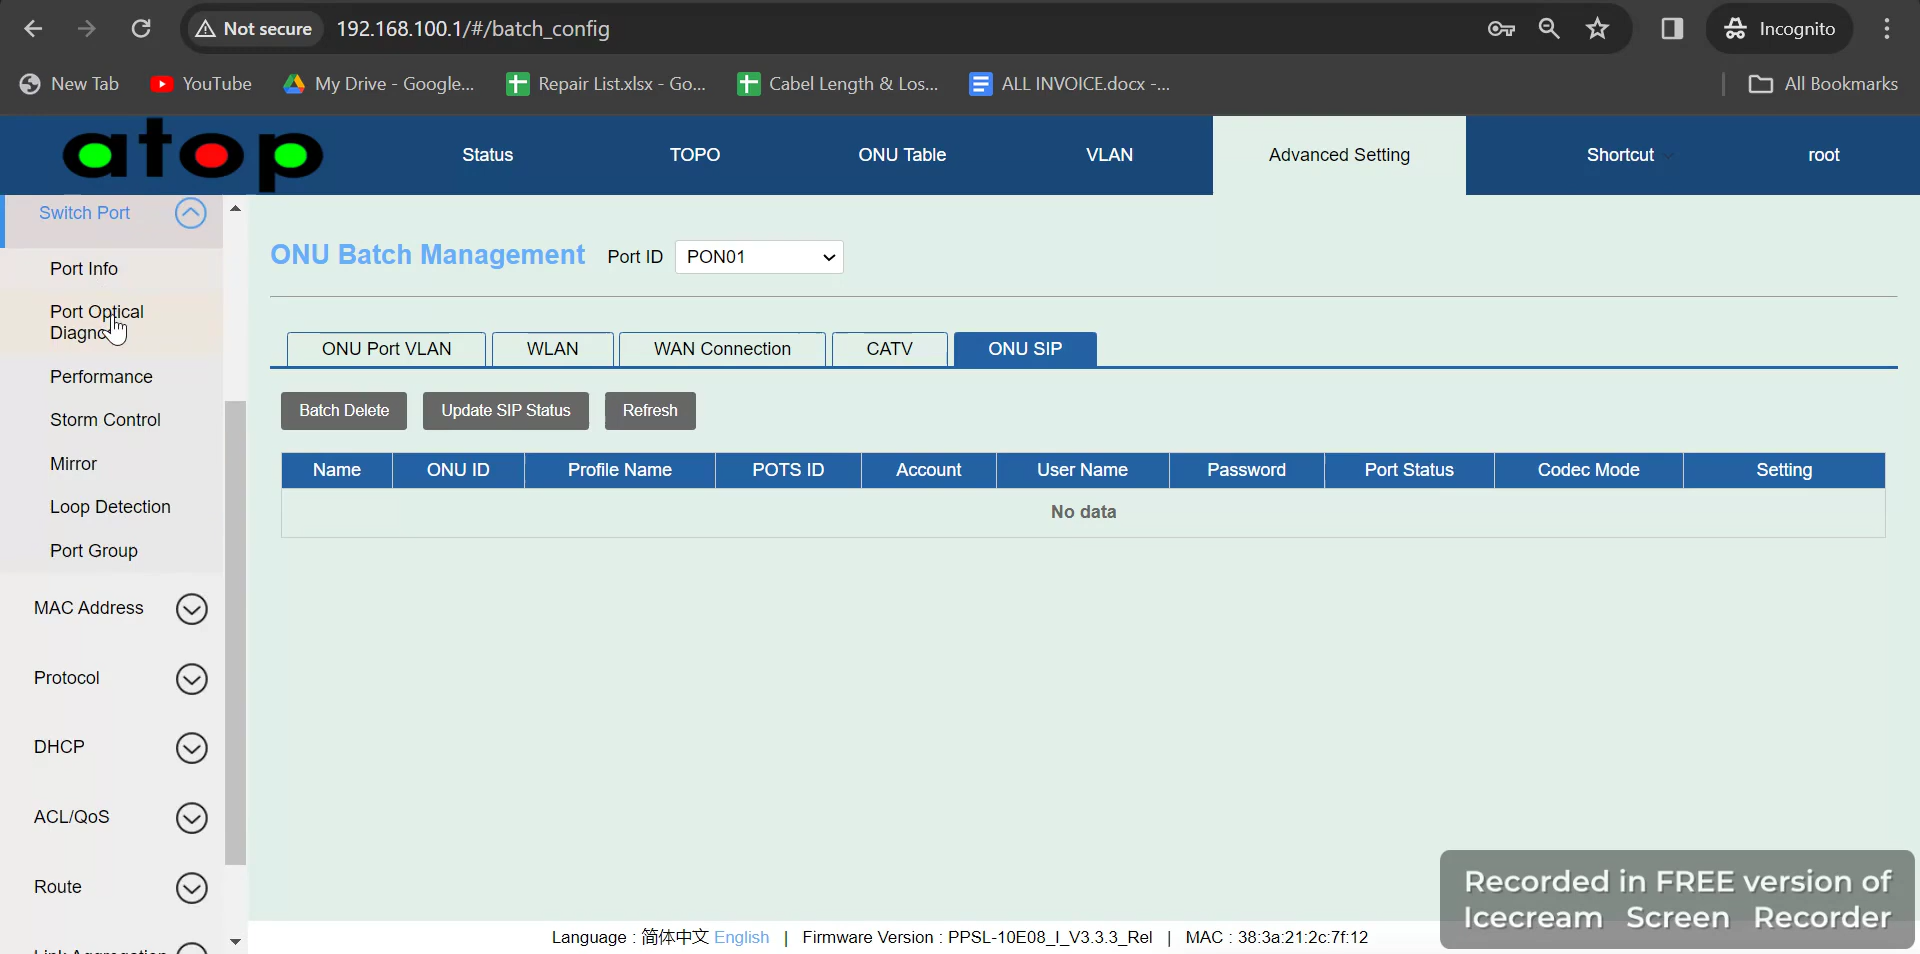 Not secure 192.168.100.1/#/batch_config Incognito
New Tab YouTube My Drive - Google... Repair List.xlsx - Go... Cabel Length & Los... ALL INVOICE.docx -... All Bookmarks
atop Status TOPO ONU Table VLAN Advanced Setting Shortcut root
Switch Port
Port Info
Port Optical
Performance
Storm Control
Mirror
Loop Detection
Port Group
MAC Address
Protocol
DHCP
ACL/QoS
Route
ONU Batch Management Port ID PON01
ONU Port VLAN WLAN WAN Connection CATV ONU SIP
Batch Delete Update SIP Status Refresh
Name ONU ID Profile Name POTS ID Account User Name Password Port Status Codec Mode Setting
No data
Recorded in FREE version of
Icecream Screen Recorder
Language : 简体中文 English | Firmware Version : PPSL-10E08_I_V3.3.3_Rel | MAC : 38:3a:21:2c:7f:12